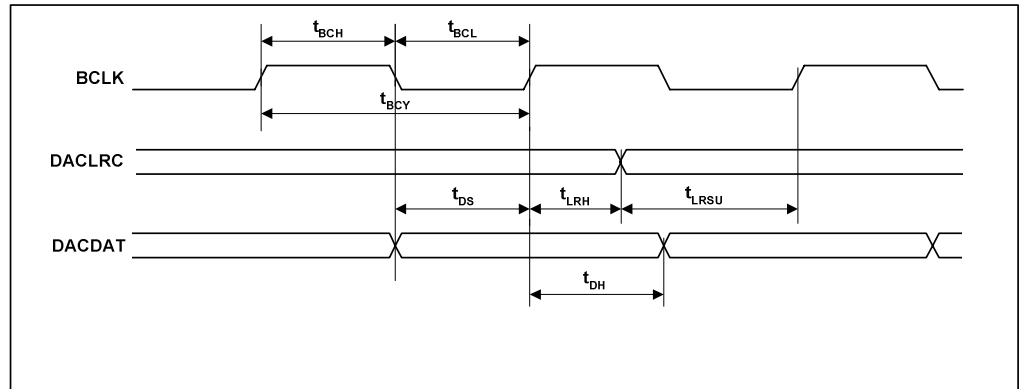 tBCH
tBCL
BCLK
tBCY
DACLRC
tDS
tLRH
tLRSU
DACDAT
tDH